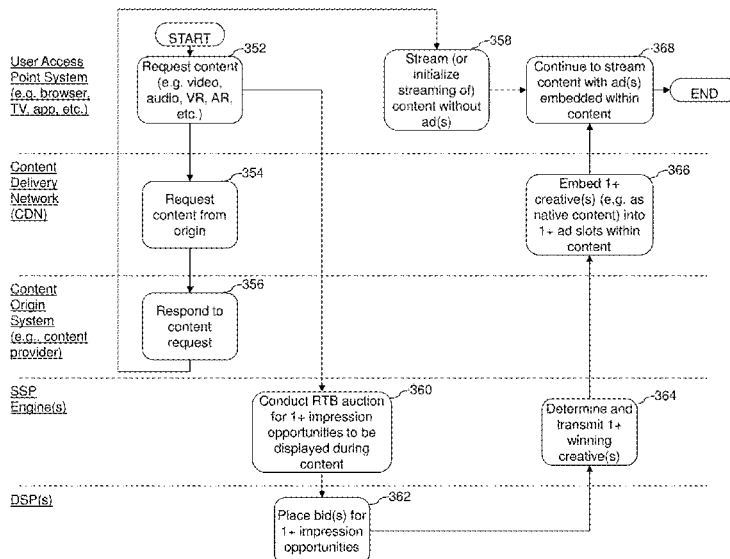 START
352
User Access
Point System
(e.g. browser,
TV, app, etc.)
Request content
(e.g. video,
audio, VR, AR,
etc.)
358
Stream (or
initialize
streaming of)
content without
ad(s)
368
Continue to stream
content with ad(s)
embedded within
content
END
Content
Delivery
Network
(CDN)
354
Request
content from
origin
366
Embed 1+
creative(s) (e.g. as
native content) into
1+ ad slots within
content
Content
Origin
System
(e.g., content
provider)
356
Respond to
content
request
SSP
Engine(s)
360
Conduct RTB auction
for 1+ impression
opportunities to be
displayed during
content
364
Determine and
transmit 1+
winning
creative(s)
DSP(s)
362
Place bid(s) for
1+ impression
opportunities